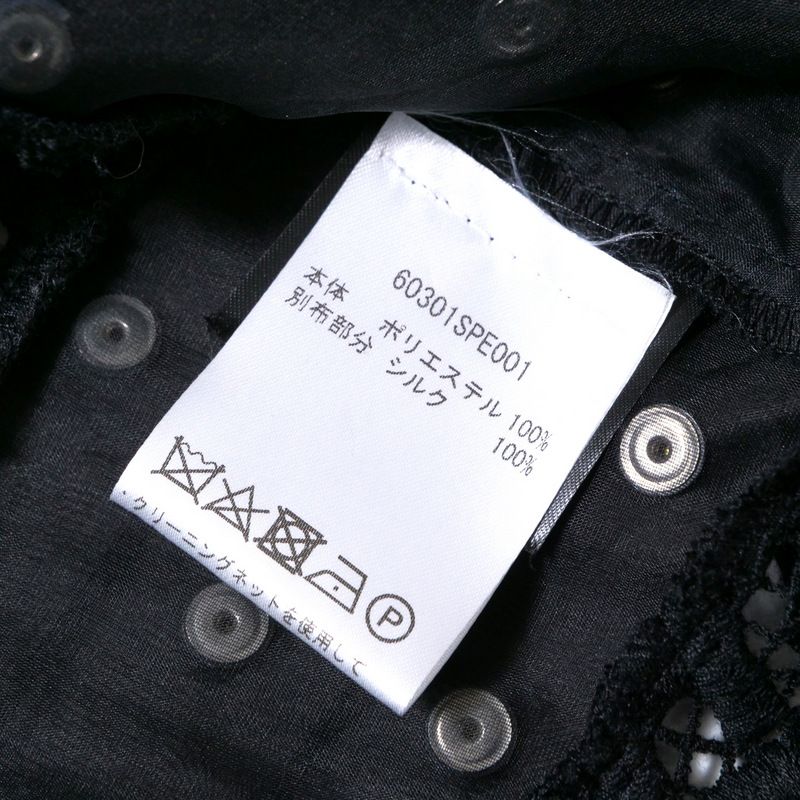 60301SPE001
本体 ポリエステル 100%
別布部分 シルク 100%
P
・クリーニングネットを使用して